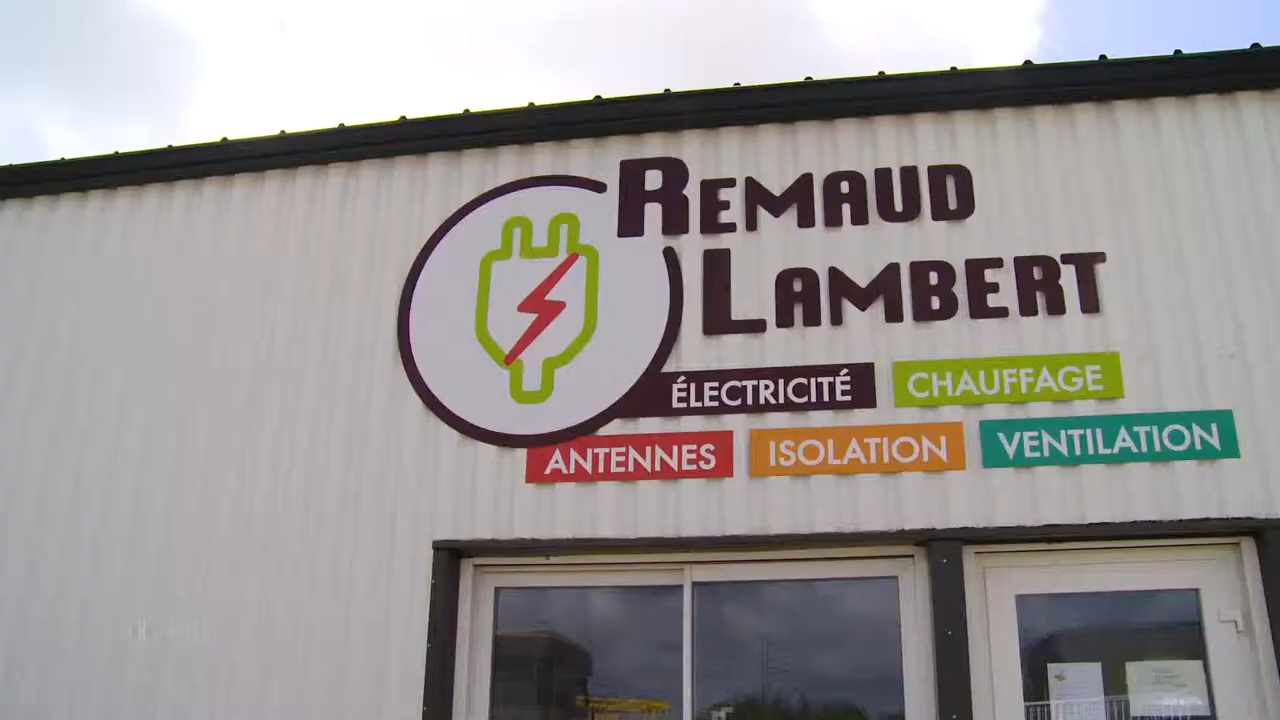 REMAUD
LAMBERT
ÉLECTRICITÉ CHAUFFAGE
ANTENNES ISOLATION VENTILATION